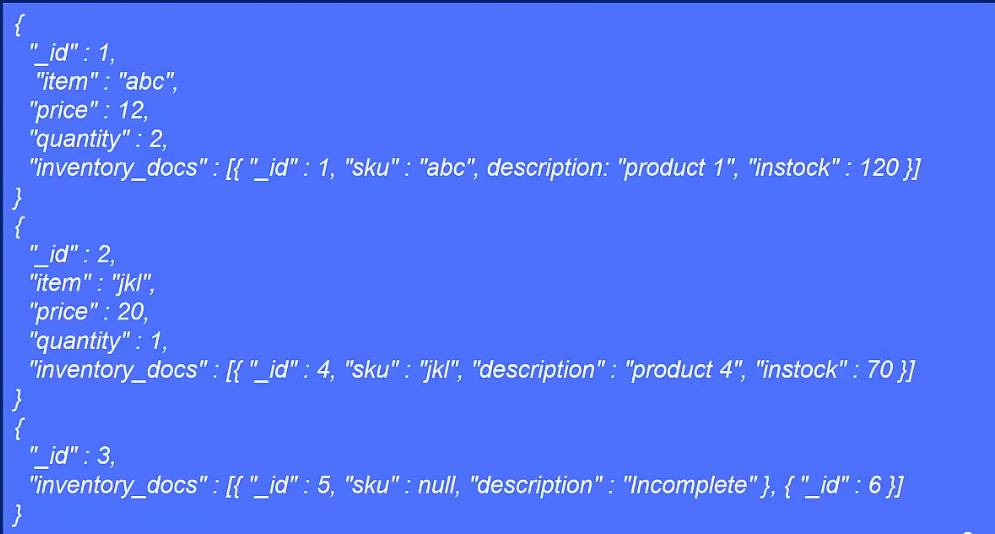 {
"_id" : 1,
"item" : "abc",
"price" : 12,
"quantity" : 2,
"inventory_docs" : [{ "_id" : 1, "sku" : "abc", description: "product 1", "instock" : 120 }]
}
{
"_id" : 2,
"item" : "jkl",
"price" : 20,
"quantity" : 1,
"inventory_docs" : [{ "_id" : 4, "sku" : "jkl", "description" : "product 4", "instock" : 70 }]
}
{
"_id" : 3,
"inventory_docs" : [{ "_id" : 5, "sku" : null, "description" : "Incomplete" }, { "_id" : 6 }]
}